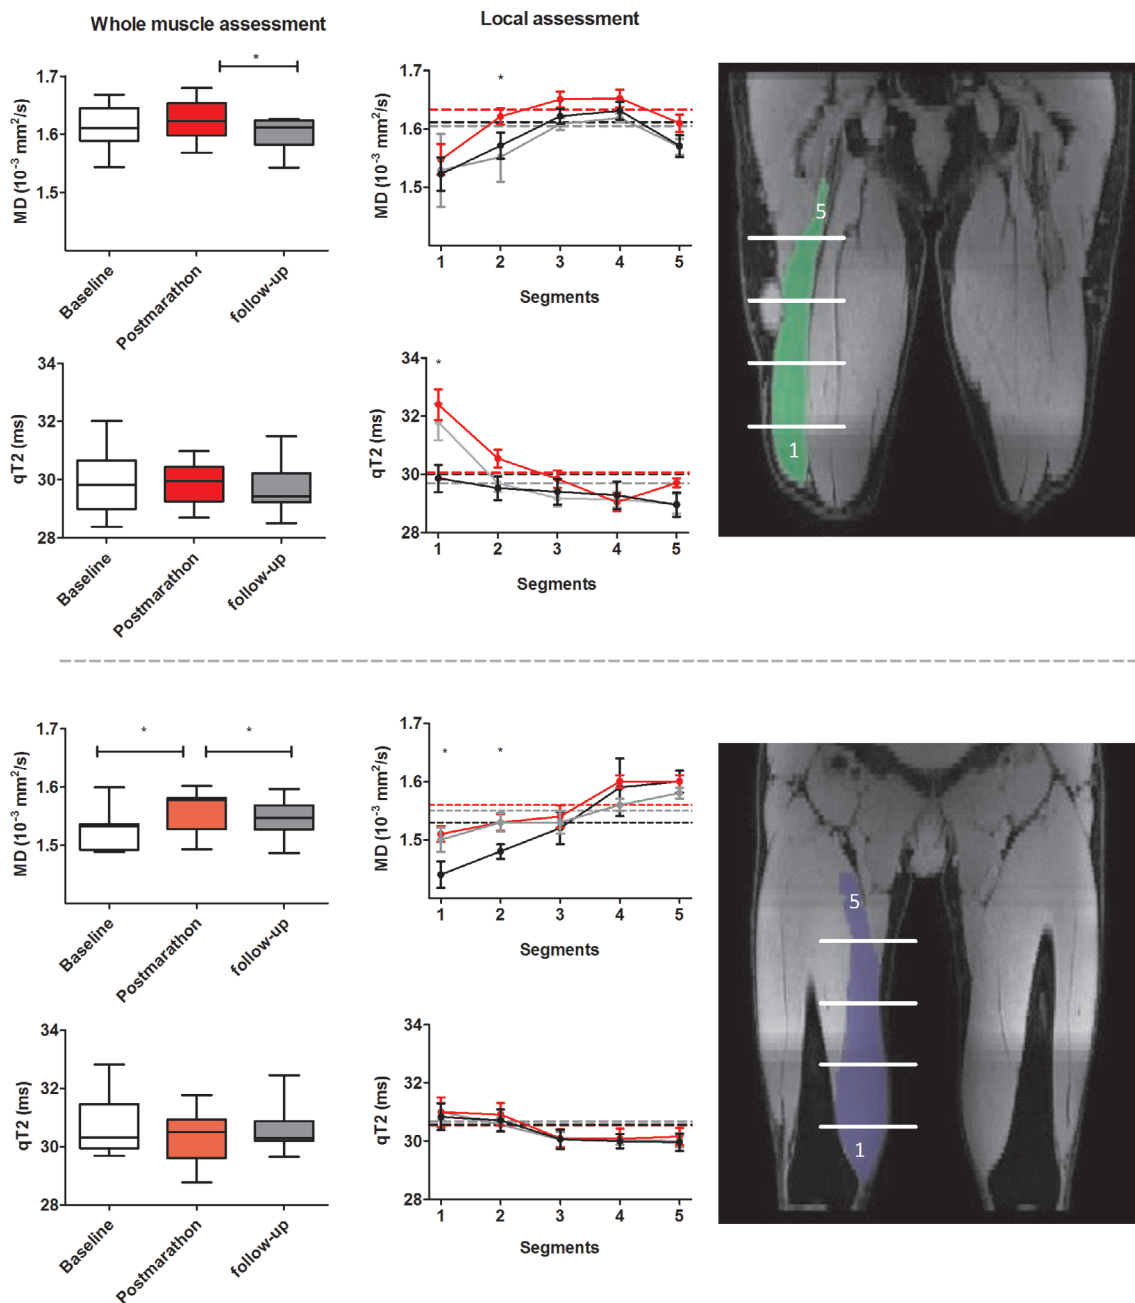 Whole muscle assessment
Local assessment
MD (10⁻³ mm²/s)
1.7
1.6
1.5
*
Baseline
Postmarathon
follow-up
MD (10⁻³ mm²/s)
1.7
1.6
1.5
*
1 2 3 4 5
Segments
5
1
qT2 (ms)
34
32
30
28
Baseline
Postmarathon
follow-up
qT2 (ms)
34
32
30
28
*
1 2 3 4 5
Segments
MD (10⁻³ mm²/s)
1.7
1.6
1.5
* *
Baseline
Postmarathon
follow-up
MD (10⁻³ mm²/s)
1.7
1.6
1.5
* *
1 2 3 4 5
Segments
5
1
qT2 (ms)
34
32
30
28
Baseline
Postmarathon
follow-up
qT2 (ms)
34
32
30
28
1 2 3 4 5
Segments